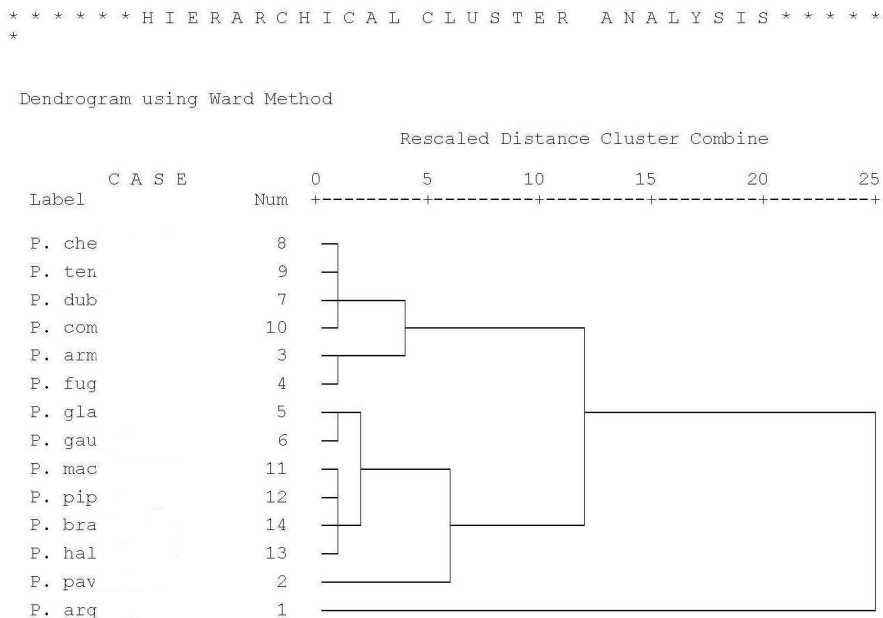 * * * * * * H I E R A R C H I C A L C L U S T E R A N A L Y S I S * * * * *
*
Dendrogram using Ward Method
Rescaled Distance Cluster Combine
C A S E 0 5 10 15 20 25
Label Num +---------+---------+---------+---------+---------+
P. che 8
P. ten 9
P. dub 7
P. com 10
P. arm 3
P. fug 4
P. gla 5
P. gau 6
P. mac 11
P. pip 12
P. bra 14
P. hal 13
P. pav 2
P. arg 1